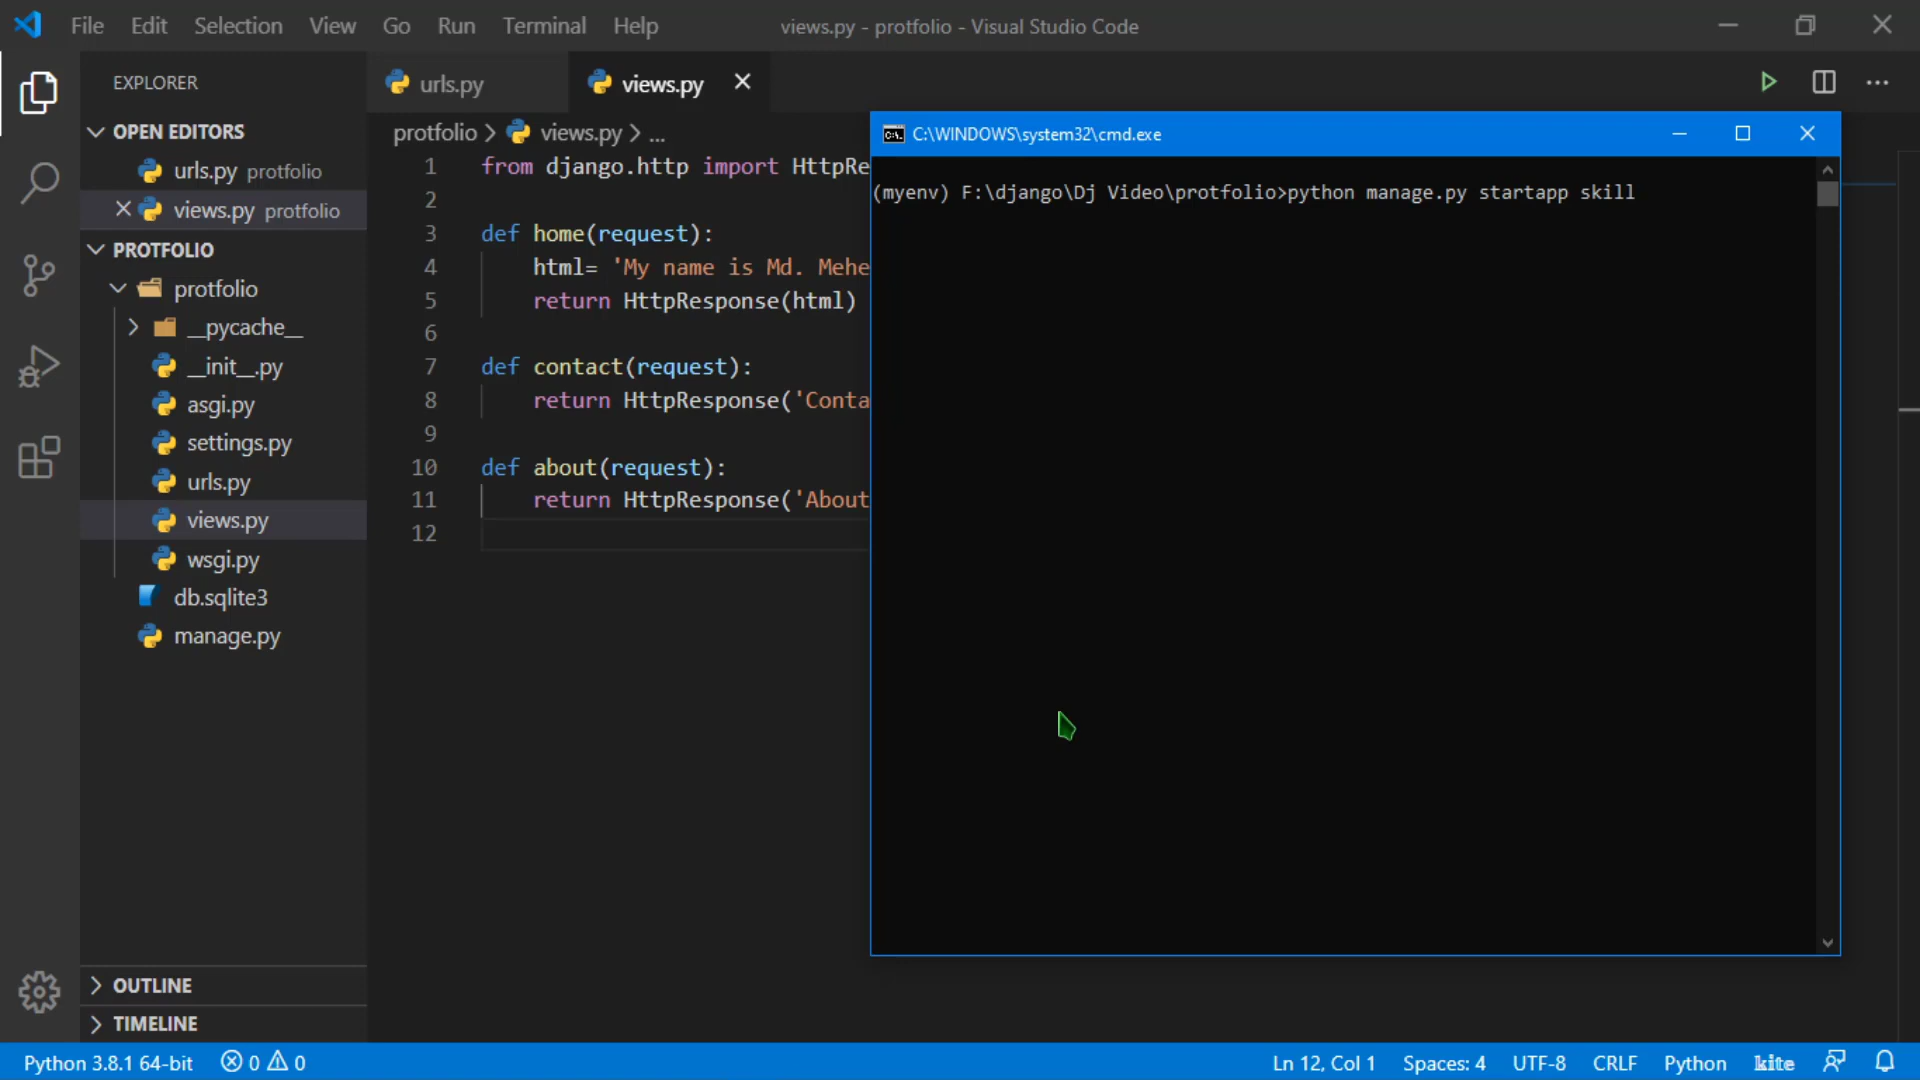 File Edit Selection View Go Run Terminal Help views.py - protfolio - Visual Studio Code
EXPLORER
OPEN EDITORS
urls.py protfolio
views.py protfolio
PROTFOLIO
protfolio
__pycache__
__init__.py
asgi.py
settings.py
urls.py
views.py
wsgi.py
db.sqlite3
manage.py
OUTLINE
TIMELINE
urls.py views.py
protfolio > views.py > ...
1 from django.http import HttpRe
2
3 def home(request):
4 html= 'My name is Md. Mehe
5 return HttpResponse(html)
6
7 def contact(request):
8 return HttpResponse('Conta
9
10 def about(request):
11 return HttpResponse('About
12
C:\WINDOWS\system32\cmd.exe
(myenv) F:\django\Dj Video\protfolio>python manage.py startapp skill
Python 3.8.1 64-bit 0 0 Ln 12, Col 1 Spaces: 4 UTF-8 CRLF Python kite